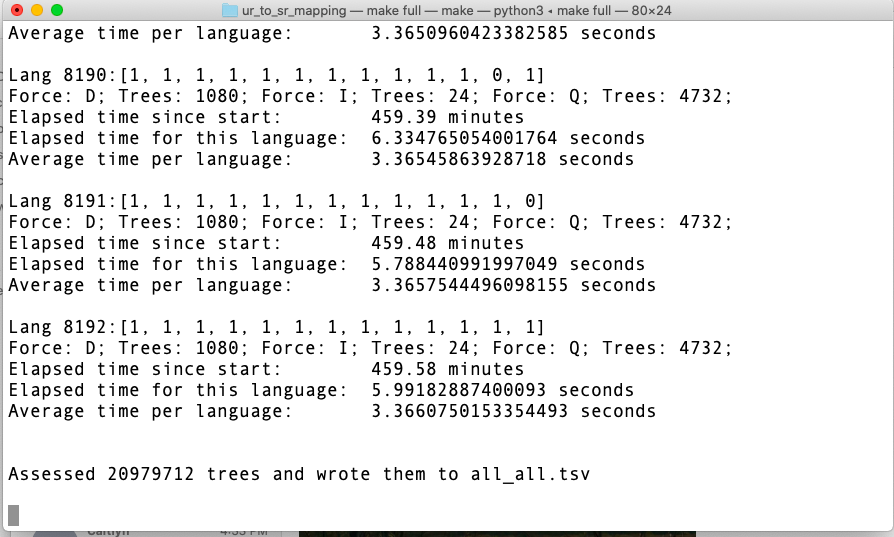 ur_to_sr_mapping — make full — make — python3 ◂ make full — 80×24
Average time per language:       3.3650960423382585 seconds
Lang 8190:[1, 1, 1, 1, 1, 1, 1, 1, 1, 1, 1, 0, 1]
Force: D; Trees: 1080; Force: I; Trees: 24; Force: Q; Trees: 4732;
Elapsed time since start:        459.39 minutes
Elapsed time for this language:  6.334765054001764 seconds
Average time per language:       3.36545863928718 seconds
Lang 8191:[1, 1, 1, 1, 1, 1, 1, 1, 1, 1, 1, 1, 0]
Force: D; Trees: 1080; Force: I; Trees: 24; Force: Q; Trees: 4732;
Elapsed time since start:        459.48 minutes
Elapsed time for this language:  5.788440991997049 seconds
Average time per language:       3.3657544496098155 seconds
Lang 8192:[1, 1, 1, 1, 1, 1, 1, 1, 1, 1, 1, 1, 1]
Force: D; Trees: 1080; Force: I; Trees: 24; Force: Q; Trees: 4732;
Elapsed time since start:        459.58 minutes
Elapsed time for this language:  5.99182887400093 seconds
Average time per language:       3.3660750153354493 seconds
Assessed 20979712 trees and wrote them to all_all.tsv
Caitlyn 4:33 PM